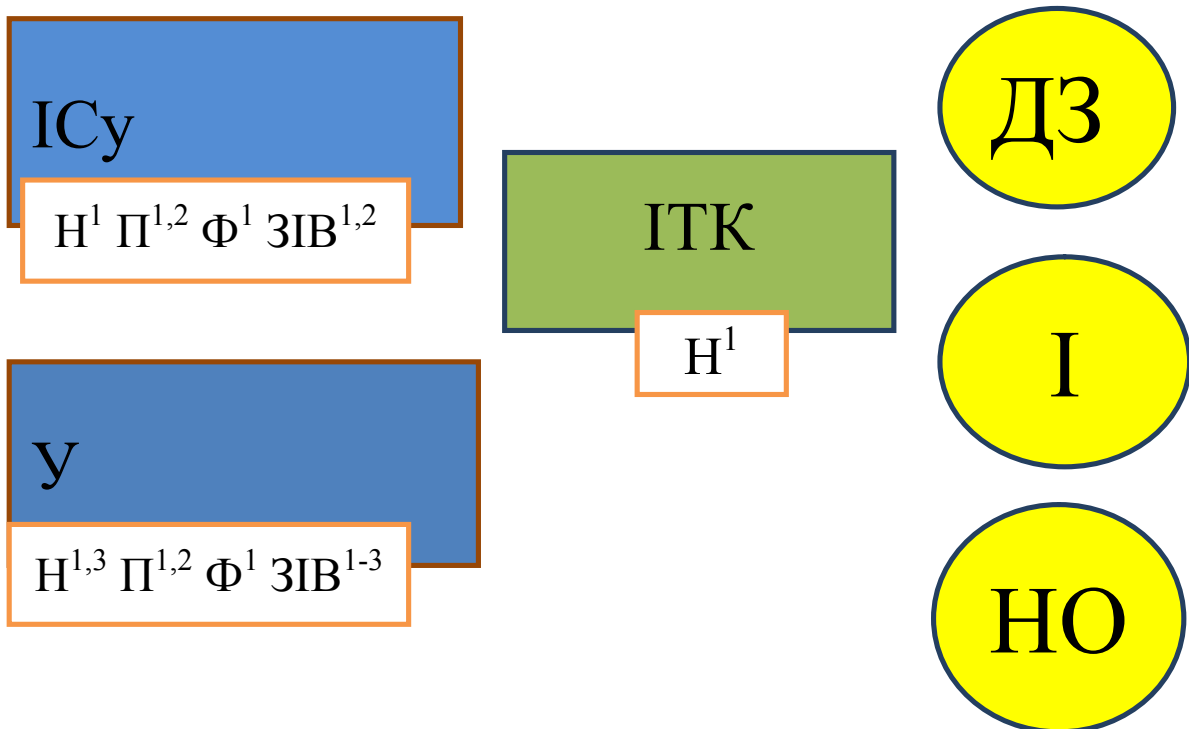 ІСу
Н¹ П¹,² Ф¹ ЗІВ¹,²
У
Н¹,³ П¹,² Ф¹ ЗІВ¹⁻³
ІТК
Н¹
ДЗ
І
НО